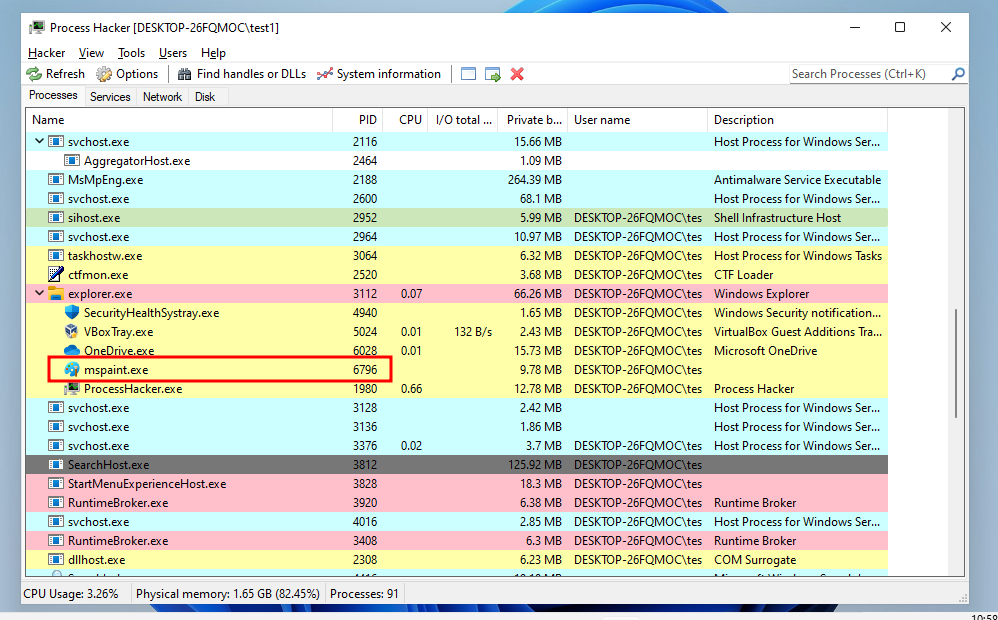 Process Hacker [DESKTOP-26FQMOC\test1]
Hacker View Tools Users Help
Refresh Options Find handles or DLLs System information Search Processes (Ctrl+K)
Processes Services Network Disk
Name PID CPU I/O total ... Private b... User name Description
svchost.exe 2116 15.66 MB Host Process for Windows Ser...
AggregatorHost.exe 2464 1.09 MB
MsMpEng.exe 2188 264.39 MB Antimalware Service Executable
svchost.exe 2600 68.1 MB Host Process for Windows Ser...
sihost.exe 2952 5.99 MB DESKTOP-26FQMOC\tes Shell Infrastructure Host
svchost.exe 2964 10.97 MB DESKTOP-26FQMOC\tes Host Process for Windows Ser...
taskhostw.exe 3064 6.32 MB DESKTOP-26FQMOC\tes Host Process for Windows Tasks
ctfmon.exe 2520 3.68 MB DESKTOP-26FQMOC\tes CTF Loader
explorer.exe 3112 0.07 66.26 MB DESKTOP-26FQMOC\tes Windows Explorer
SecurityHealthSystray.exe 4940 1.65 MB DESKTOP-26FQMOC\tes Windows Security notification...
VBoxTray.exe 5024 0.01 132 B/s 2.43 MB DESKTOP-26FQMOC\tes VirtualBox Guest Additions Tra...
OneDrive.exe 6028 0.01 15.73 MB DESKTOP-26FQMOC\tes Microsoft OneDrive
mspaint.exe 6796 9.78 MB DESKTOP-26FQMOC\tes
ProcessHacker.exe 1980 0.66 12.78 MB DESKTOP-26FQMOC\tes Process Hacker
svchost.exe 3128 2.42 MB Host Process for Windows Ser...
svchost.exe 3136 1.86 MB Host Process for Windows Ser...
svchost.exe 3376 0.02 3.7 MB DESKTOP-26FQMOC\tes Host Process for Windows Ser...
SearchHost.exe 3812 125.92 MB DESKTOP-26FQMOC\tes
StartMenuExperienceHost.exe 3828 18.3 MB DESKTOP-26FQMOC\tes
RuntimeBroker.exe 3920 6.38 MB DESKTOP-26FQMOC\tes Runtime Broker
svchost.exe 4016 2.85 MB DESKTOP-26FQMOC\tes Host Process for Windows Ser...
RuntimeBroker.exe 3408 6.3 MB DESKTOP-26FQMOC\tes Runtime Broker
dllhost.exe 2308 6.23 MB DESKTOP-26FQMOC\tes COM Surrogate
CPU Usage: 3.26% Physical memory: 1.65 GB (82.45%) Processes: 91
10:58